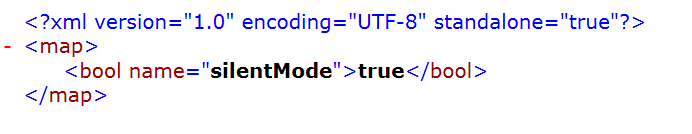 <?xml version="1.0" encoding="UTF-8" standalone="true"?>
- <map>
<bool name="silentMode">true</bool>
</map>